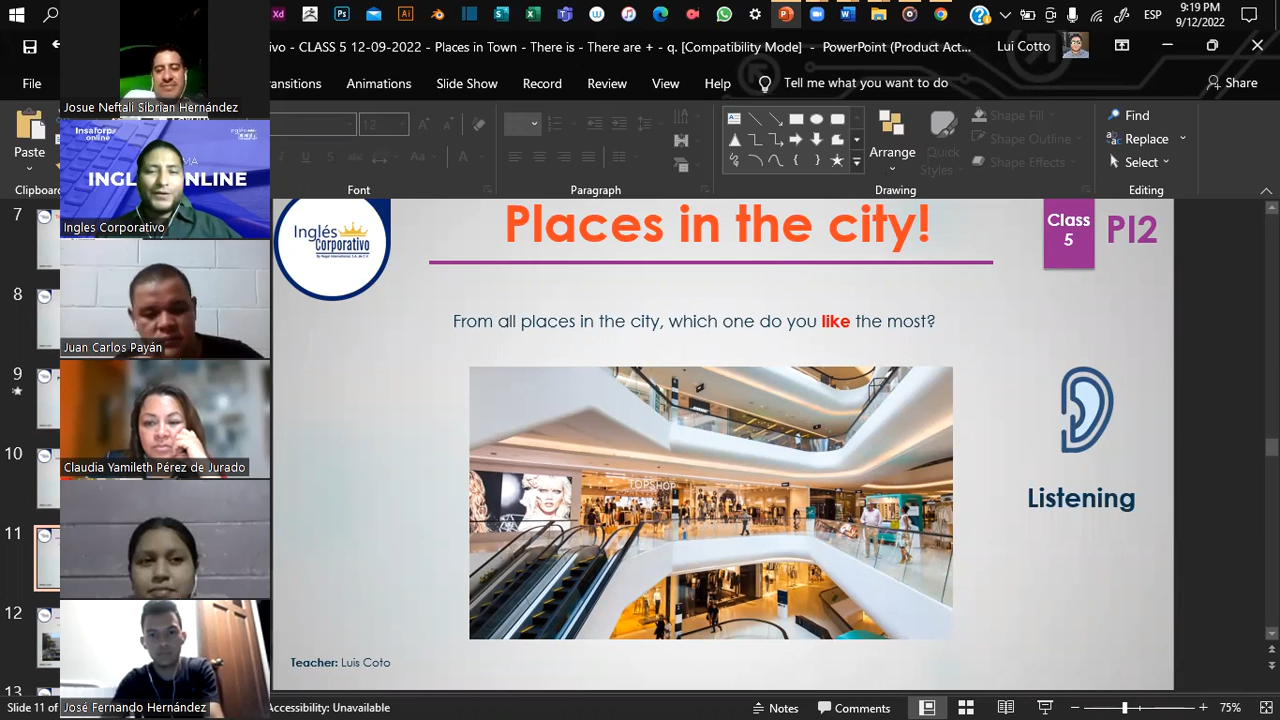 9:19 PM
ESP
9/12/2022
ivo - CLASS 5 12-09-2022 - Places in Town - There is - There are + - q. [Compatibility Mode] - PowerPoint (Product Act...
Lui Cotto
File
ransitions
Animations
Slide Show
Record
Review
View
Help
Tell me what you want to do
Share
Paste
12
Arrange
Quick Styles
Shape Fill
Shape Outline
Shape Effects
Find
Replace
Select
Clipboa
Font
Paragraph
Drawing
Editing
Josue Neftali Sibrian Hernández
Insaforp online
INGL NLINE
Ingles Corporativo
Juan Carlos Payán
Claudia Yamileth Pérez de Jurado
José Fernando Hernández
7
8
9
10
11
12
13
Inglés
Corporativo
Places in the city!
Class
5
PI2
From all places in the city, which one do you like the most?
TOPSHOP
Listening
Teacher: Luis Coto
Slide 11 of
Accessibility: Unavailable
Notes
Comments
75%